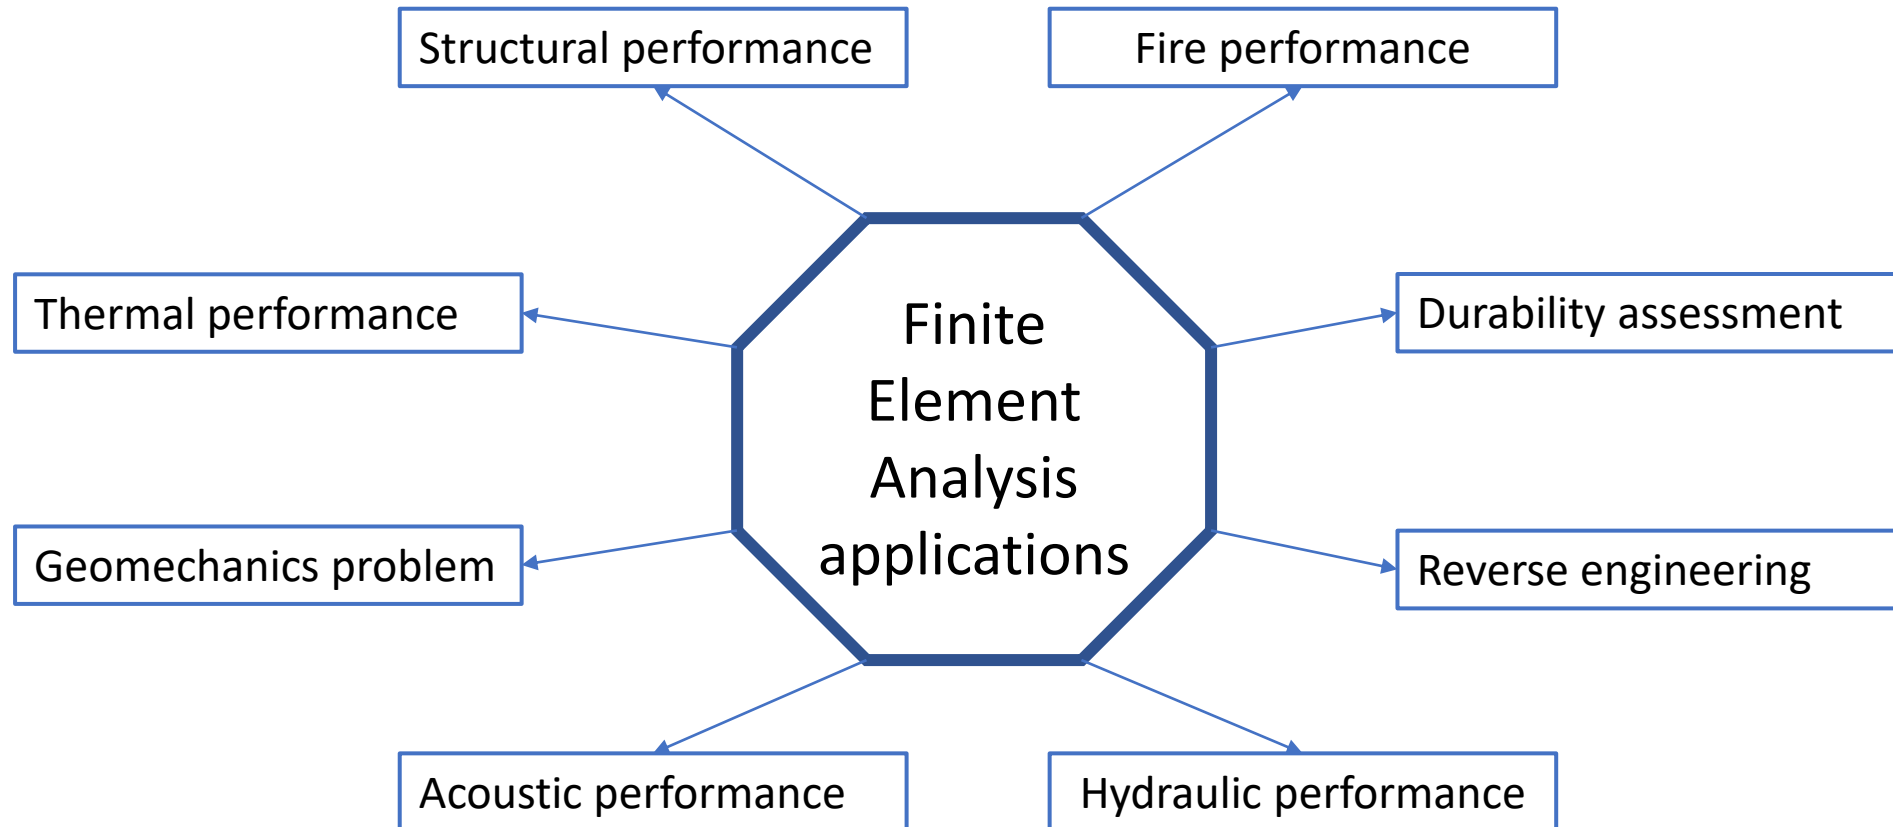 Structural performance
Fire performance
Thermal performance
Finite
Element
Analysis
applications
Durability assessment
Geomechanics problem
Reverse engineering
Acoustic performance
Hydraulic performance